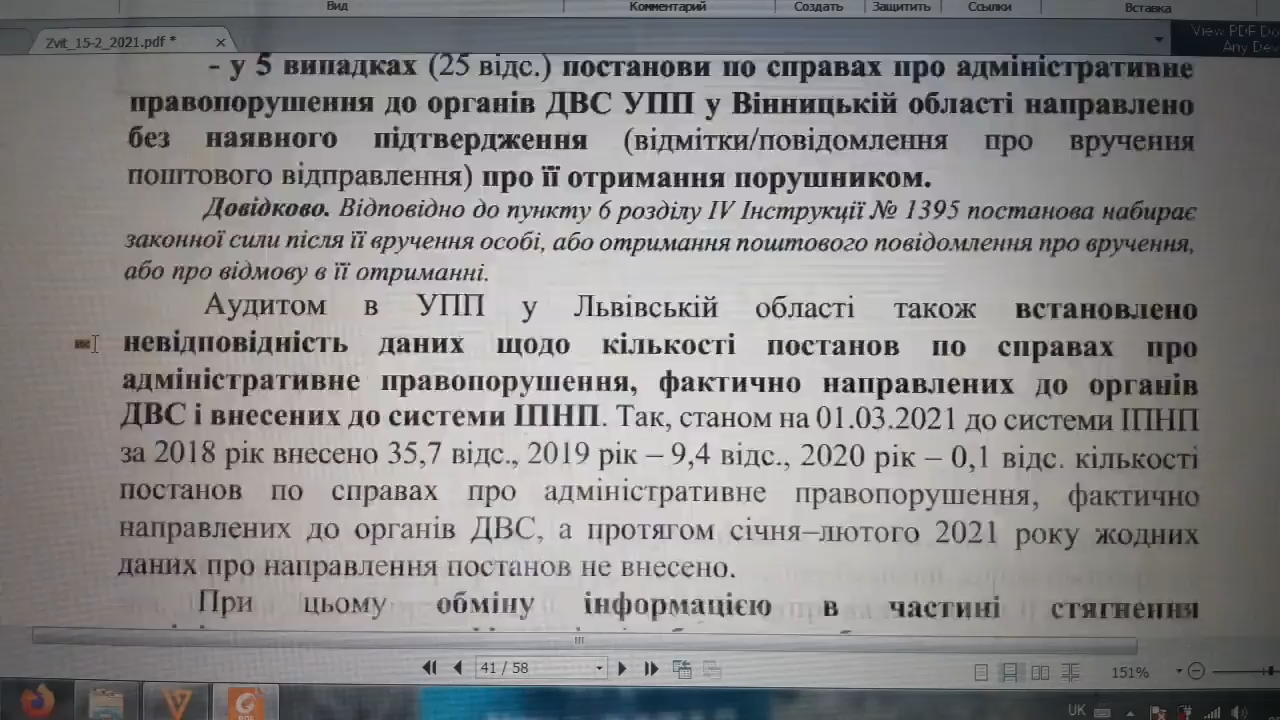 Вид Комментарий Создать Защитить Ссылки Вставка
Zvit_15-2_2021.pdf * ×
View PDF Do
Any Dev
- у 5 випадках (25 відс.) постанови по справах про адміністративне
правопорушення до органів ДВС УПП у Вінницькій області направлено
без наявного підтвердження (відмітки/повідомлення про вручення
поштового відправлення) про її отримання порушником.
Довідково. Відповідно до пункту 6 розділу IV Інструкції № 1395 постанова набирає
законної сили після її вручення особі, або отримання поштового повідомлення про вручення,
або про відмову в її отриманні.
Аудитом в УПП у Львівській області також встановлено
невідповідність даних щодо кількості постанов по справах про
адміністративне правопорушення, фактично направлених до органів
ДВС і внесених до системи ІПНП. Так, станом на 01.03.2021 до системи ІПНП
за 2018 рік внесено 35,7 відс., 2019 рік – 9,4 відс., 2020 рік – 0,1 відс. кількості
постанов по справах про адміністративне правопорушення, фактично
направлених до органів ДВС, а протягом січня–лютого 2021 року жодних
даних про направлення постанов не внесено.
При цьому обміну інформацією в частині стягнення
41 / 58
151%
UK